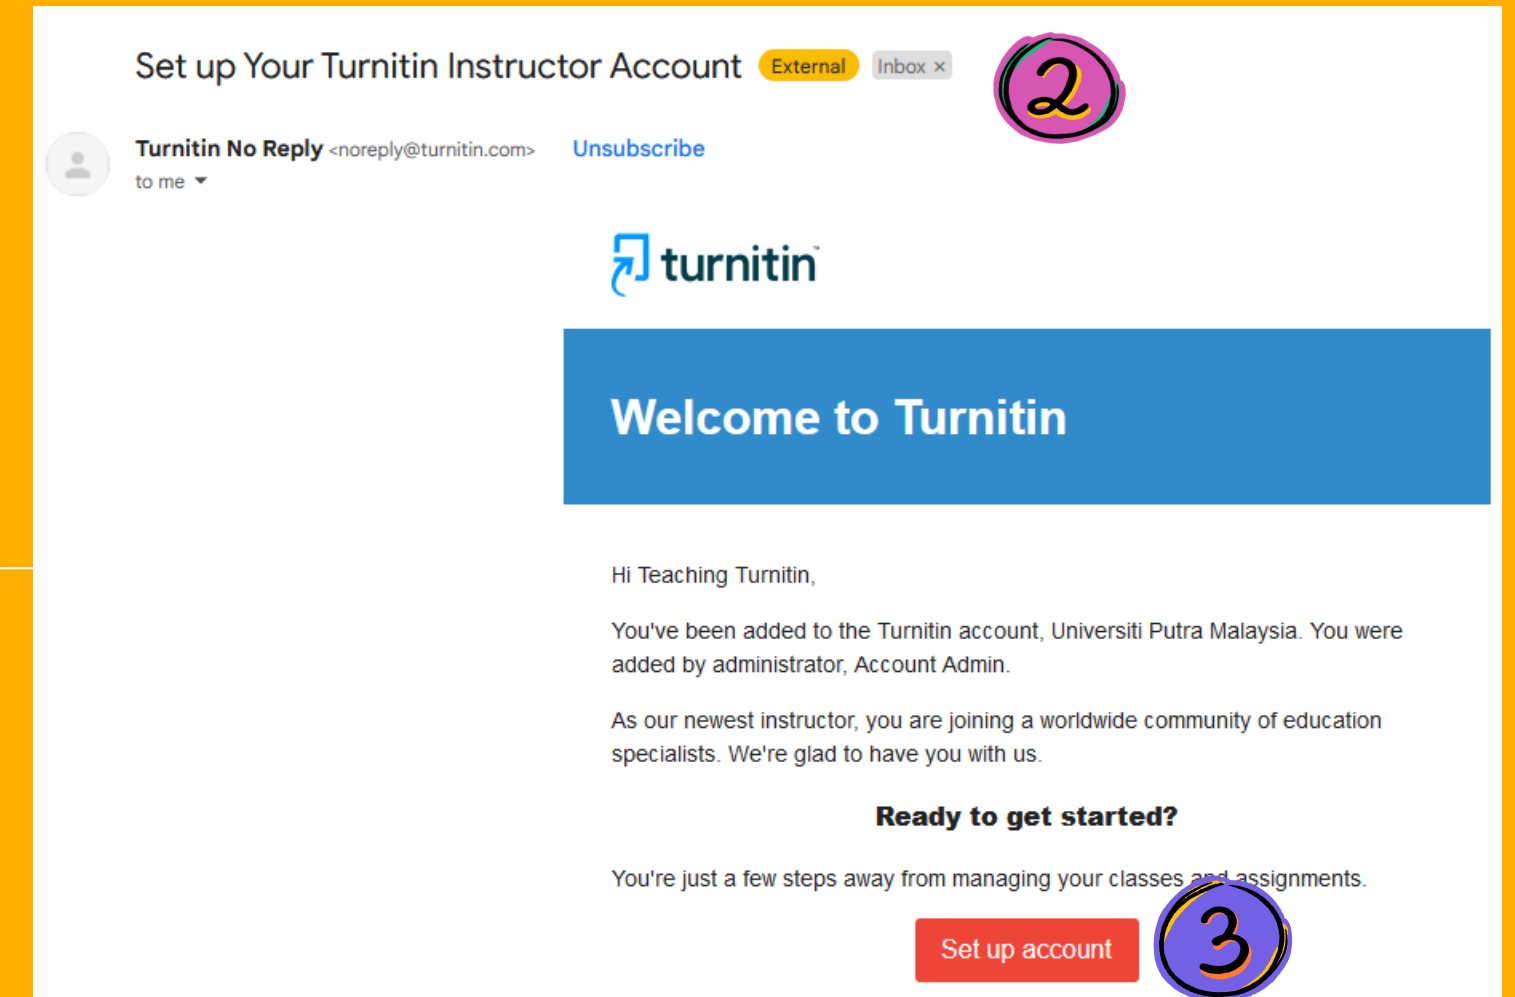 Set up Your Turnitin Instructor Account External Inbox ×
2
Turnitin No Reply <noreply@turnitin.com> Unsubscribe
to me
turnitin™
Welcome to Turnitin
Hi Teaching Turnitin,
You've been added to the Turnitin account, Universiti Putra Malaysia. You were
added by administrator, Account Admin.
As our newest instructor, you are joining a worldwide community of education
specialists. We're glad to have you with us.
Ready to get started?
You're just a few steps away from managing your classes and assignments.
Set up account
3